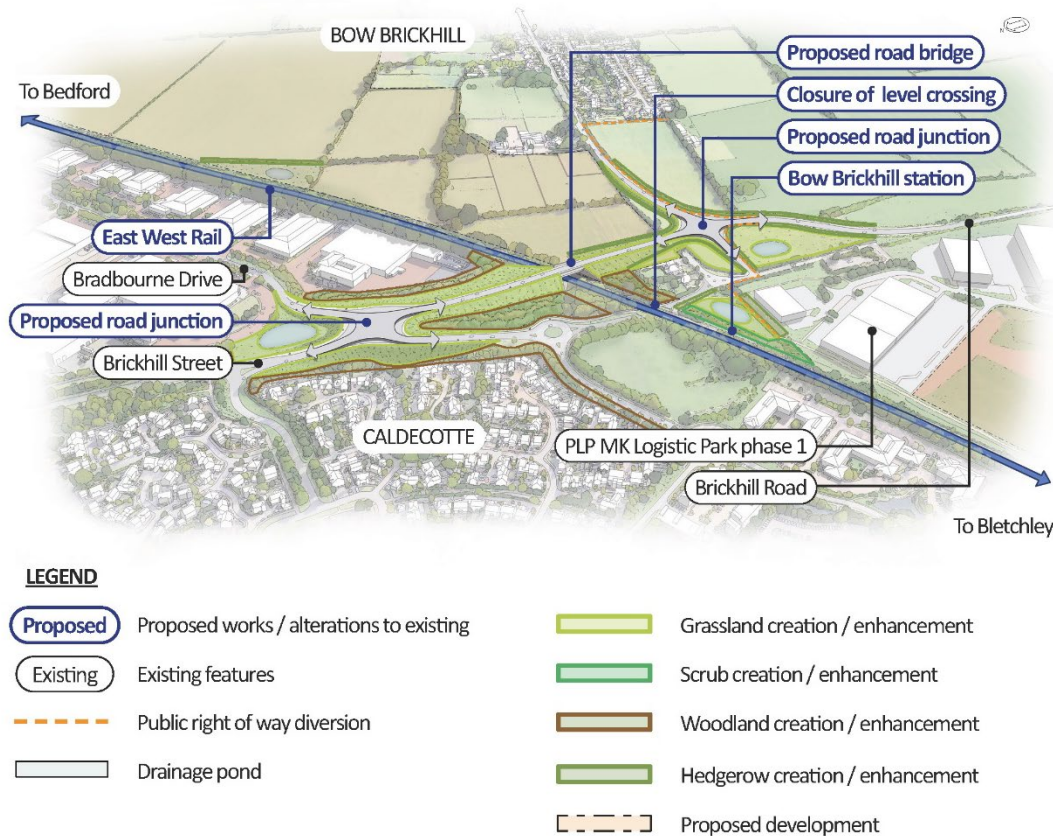 BOW BRICKHILL
N
To Bedford
Proposed road bridge
Closure of level crossing
Proposed road junction
Bow Brickhill station
East West Rail
Bradbourne Drive
Proposed road junction
Brickhill Street
CALDECOTTE
PLP MK Logistic Park phase 1
Brickhill Road
To Bletchley
LEGEND
Proposed Proposed works / alterations to existing
Existing Existing features
Public right of way diversion
Drainage pond
Grassland creation / enhancement
Scrub creation / enhancement
Woodland creation / enhancement
Hedgerow creation / enhancement
Proposed development